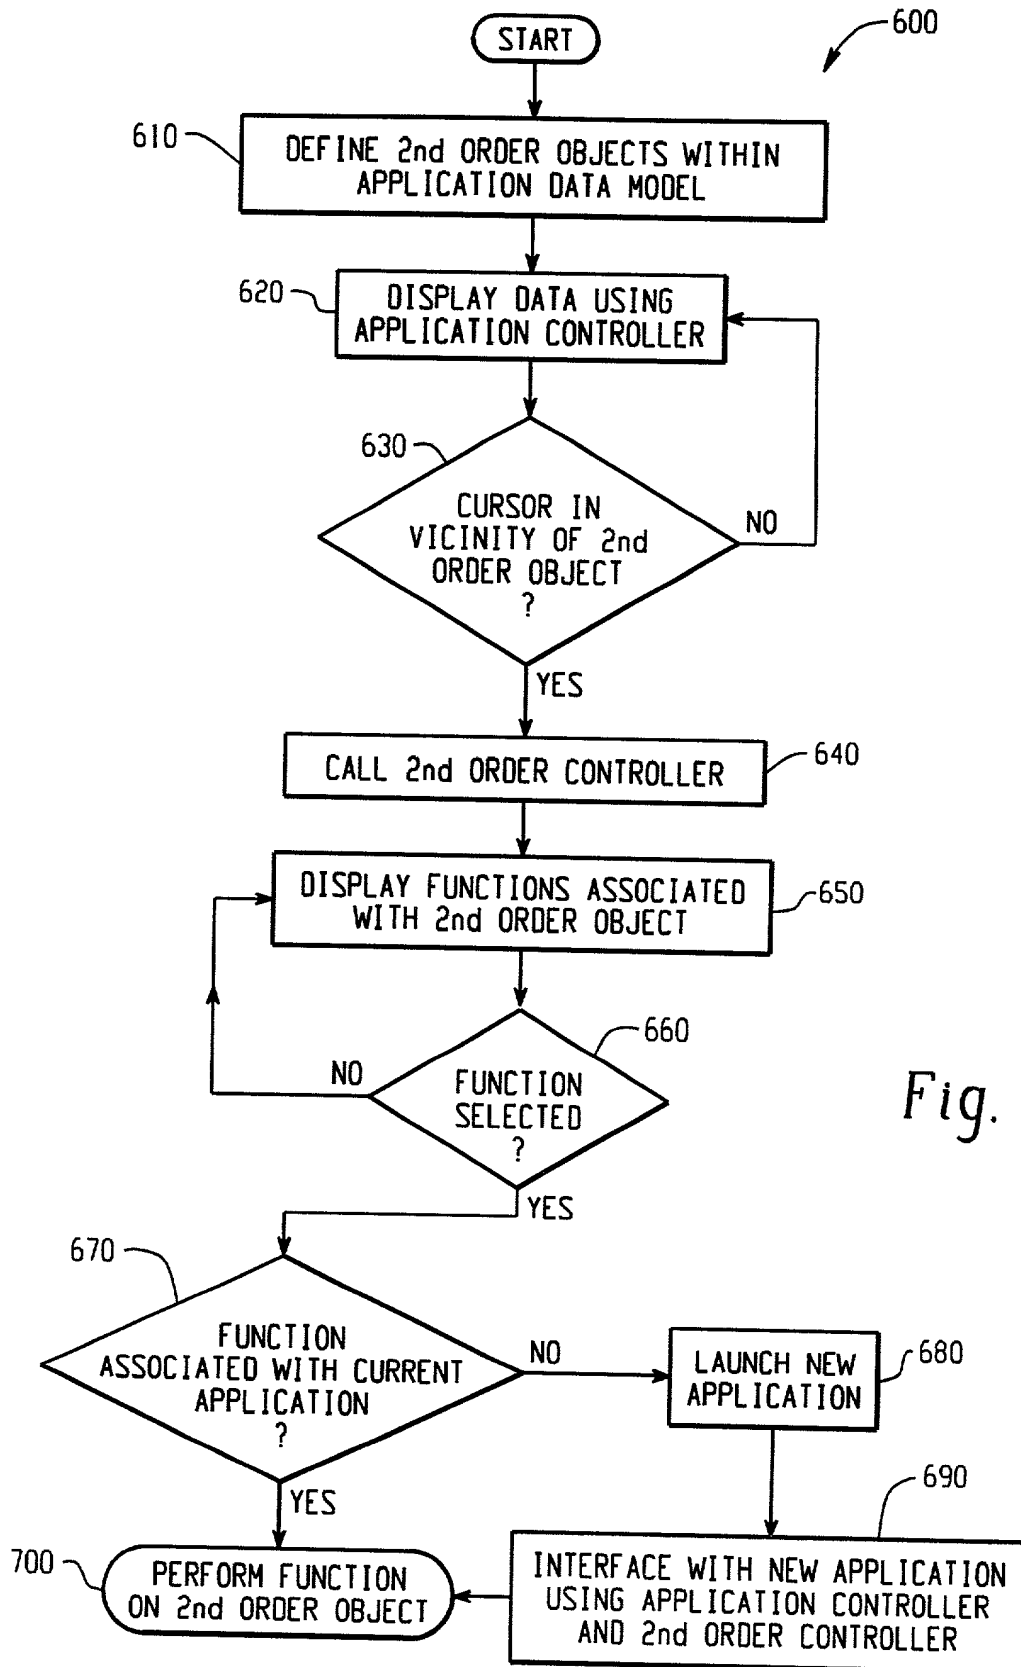 START
600
610
DEFINE 2nd ORDER OBJECTS WITHIN
APPLICATION DATA MODEL
620
DISPLAY DATA USING
APPLICATION CONTROLLER
630
CURSOR IN
VICINITY OF 2nd
ORDER OBJECT
?
NO
YES
CALL 2nd ORDER CONTROLLER
640
DISPLAY FUNCTIONS ASSOCIATED
WITH 2nd ORDER OBJECT
650
660
NO
FUNCTION
SELECTED
?
Fig.
YES
670
FUNCTION
ASSOCIATED WITH CURRENT
APPLICATION
?
NO
LAUNCH NEW
APPLICATION
680
YES
690
700
PERFORM FUNCTION
ON 2nd ORDER OBJECT
INTERFACE WITH NEW APPLICATION
USING APPLICATION CONTROLLER
AND 2nd ORDER CONTROLLER